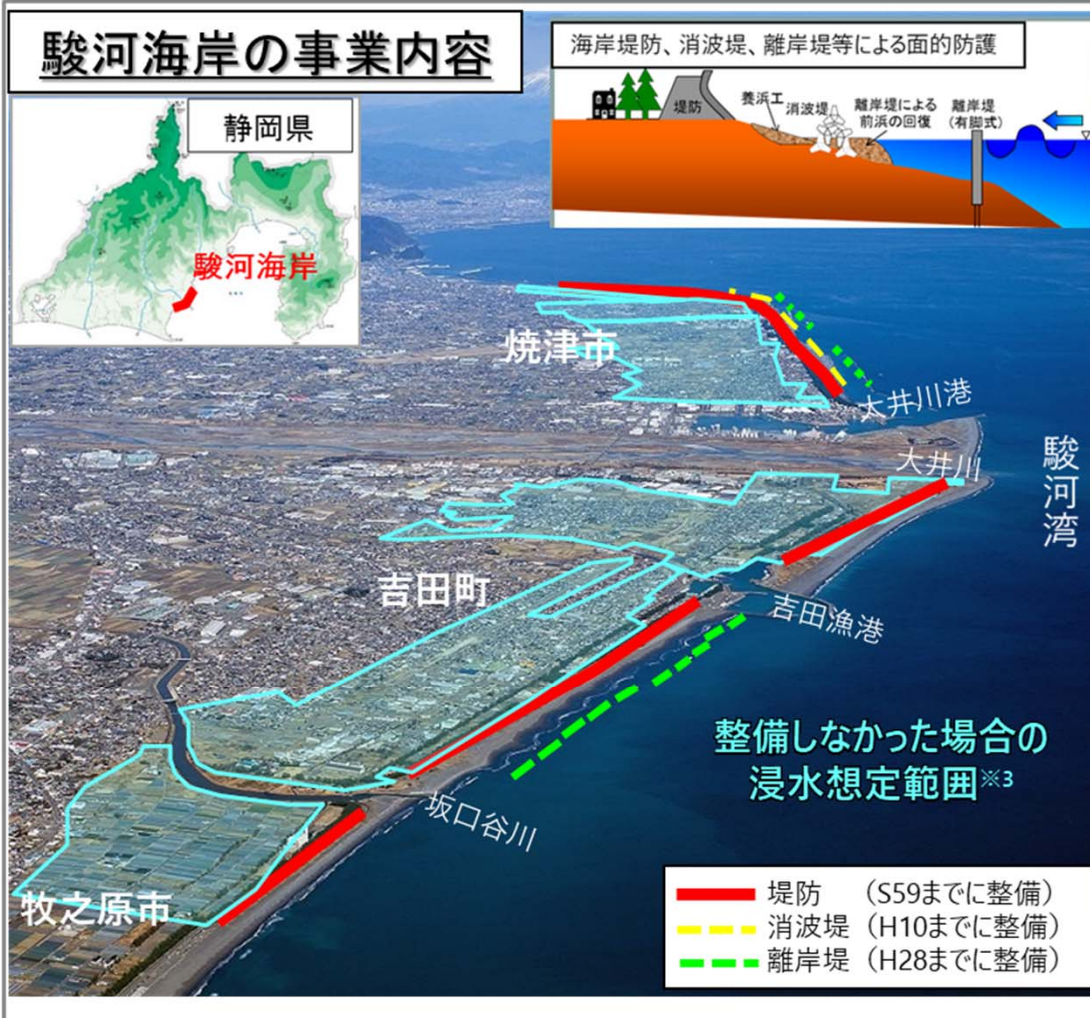 駿河海岸の事業内容
静岡県
駿河海岸
海岸堤防、消波堤、離岸堤等による面的防護
堤防
養浜工
消波堤
離岸堤による
前浜の回復
離岸堤
(有脚式)
焼津市
大井川港
大井川
駿河湾
吉田町
吉田漁港
整備しなかった場合の
浸水想定範囲※3
坂口谷川
牧之原市
堤防 (S59までに整備)
消波堤 (H10までに整備)
離岸堤 (H28までに整備)